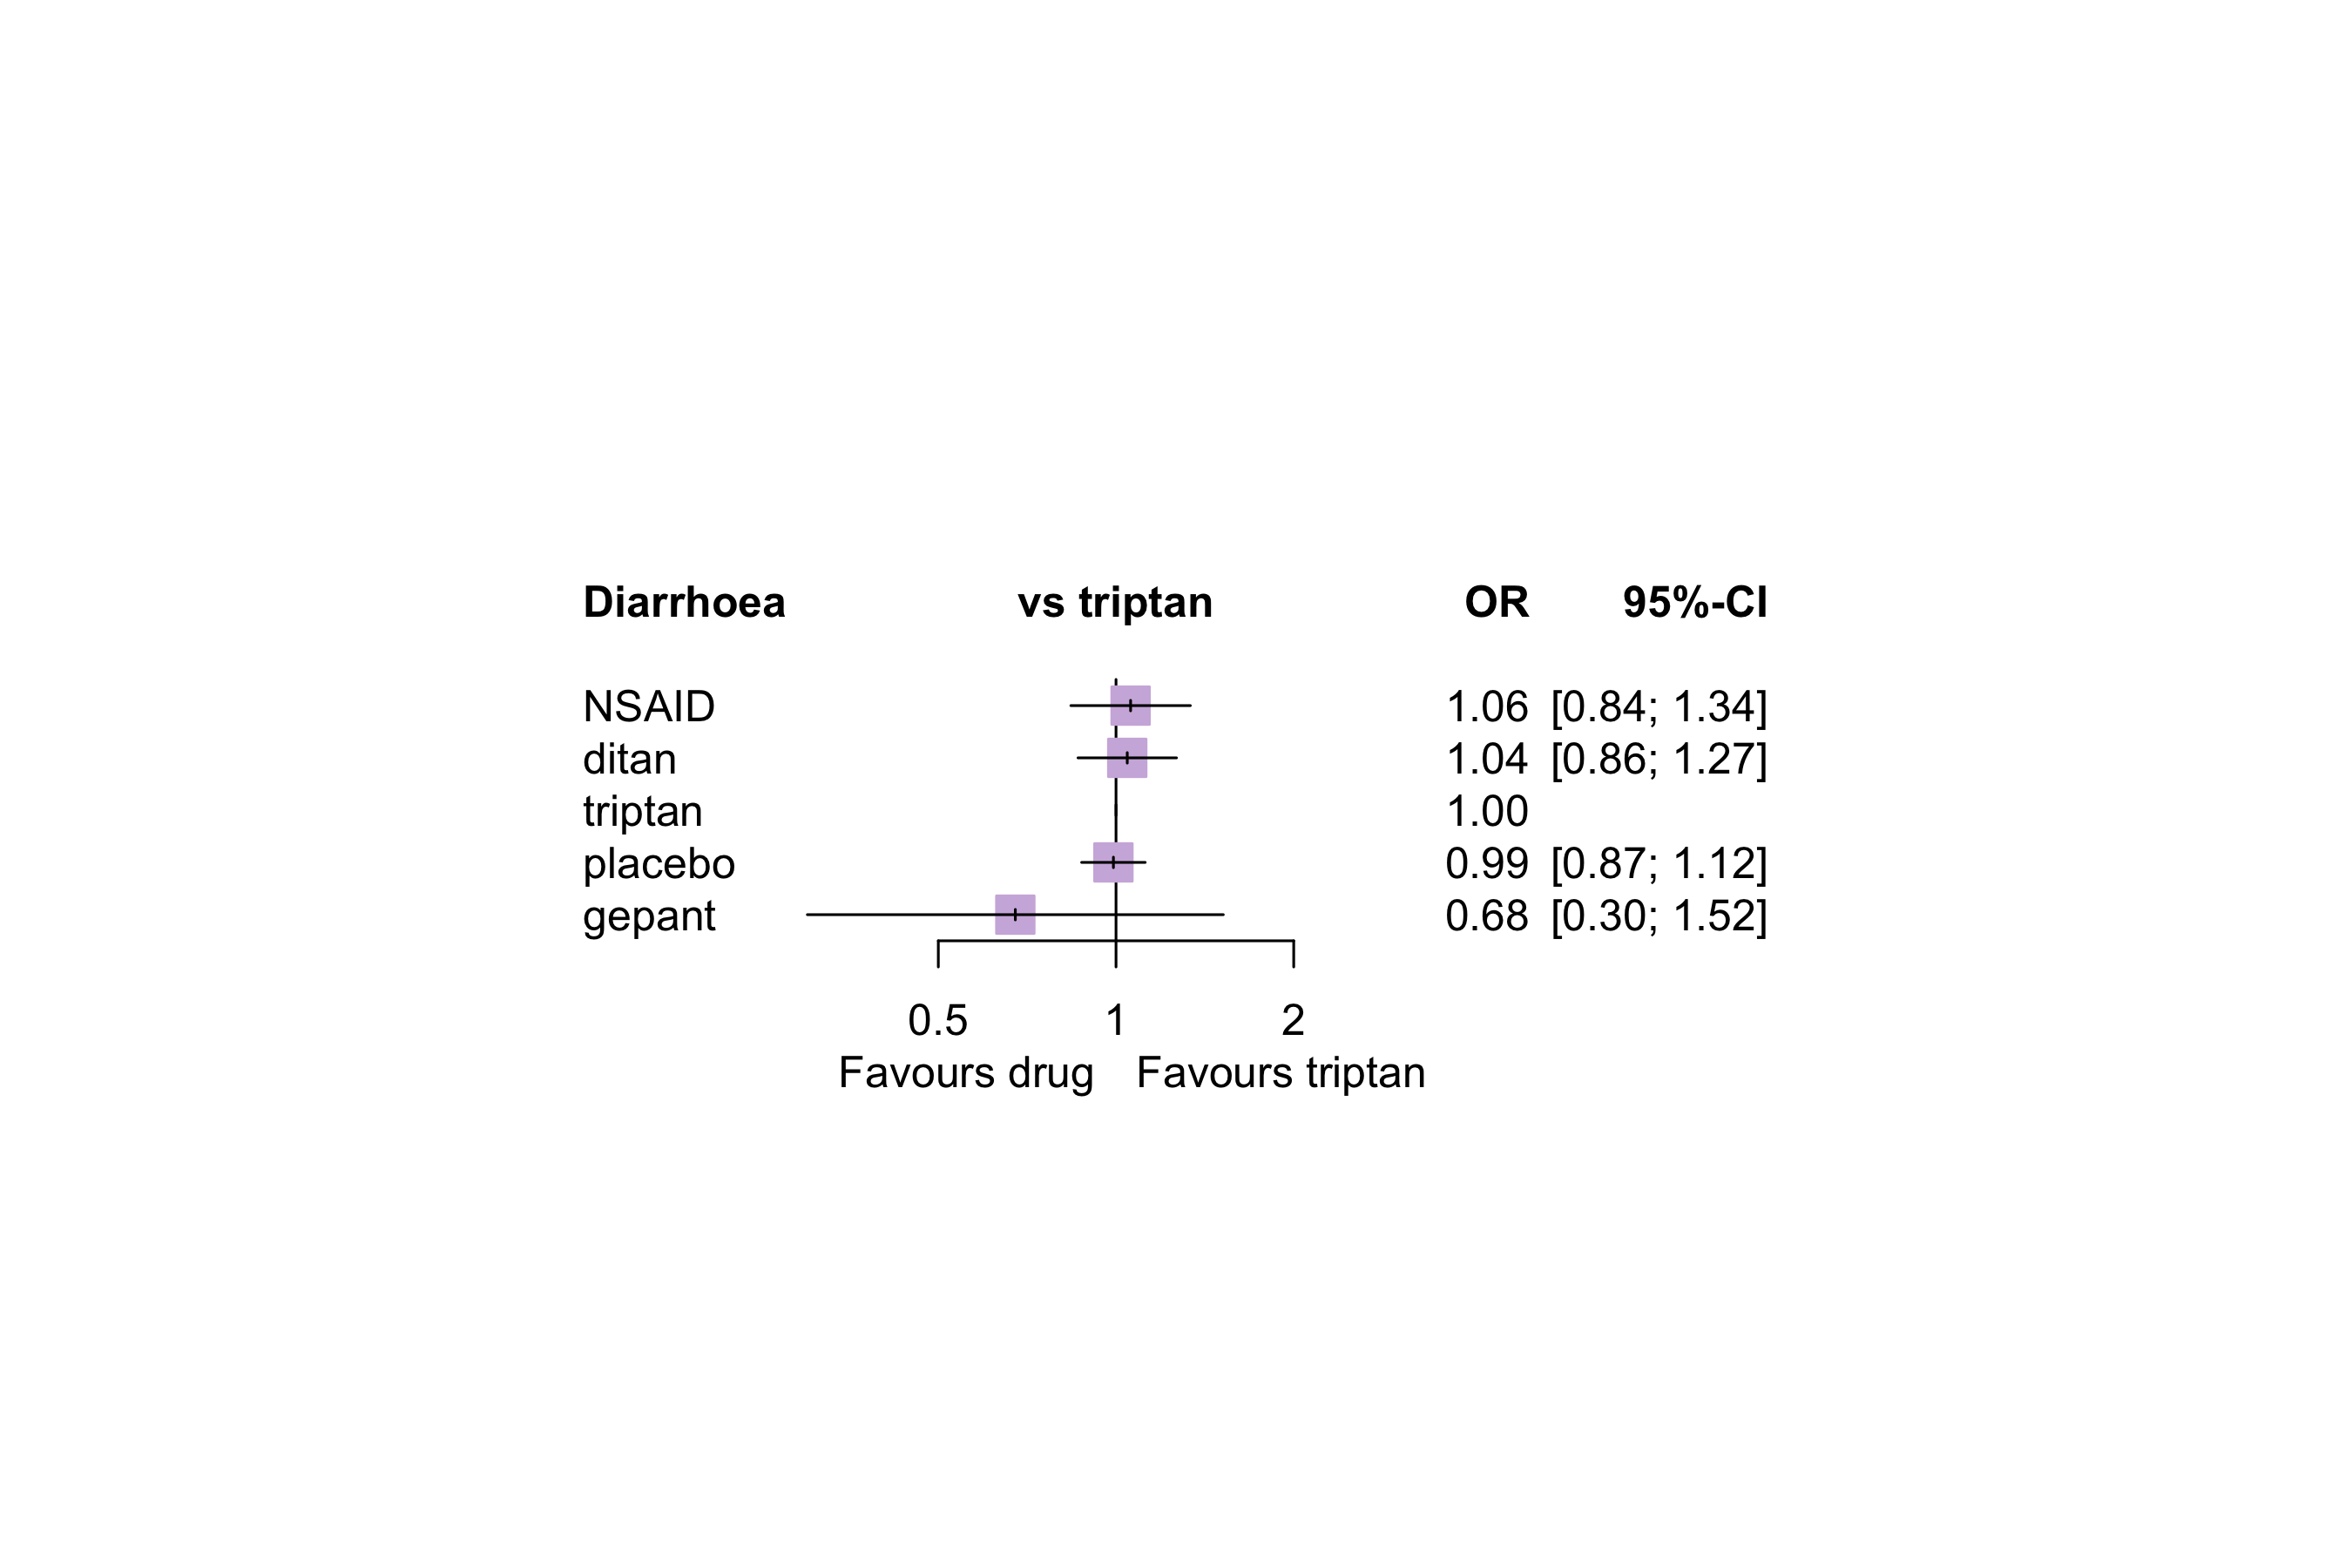 Diarrhoea vs triptan OR 95%-CI
NSAID 1.06 [0.84; 1.34]
ditan 1.04 [0.86; 1.27]
triptan 1.00
placebo 0.99 [0.87; 1.12]
gepant 0.68 [0.30; 1.52]
0.5 1 2
Favours drug Favours triptan